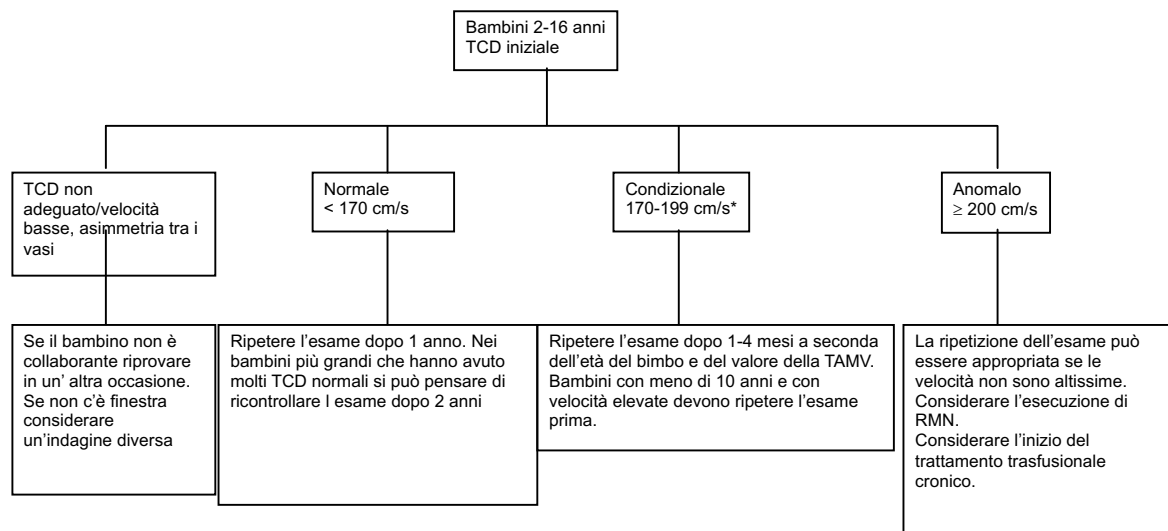 Bambini 2-16 anni
TCD iniziale
TCD non
adeguato/velocità
basse, asimmetria tra i
vasi
Normale
< 170 cm/s
Condizionale
170-199 cm/s*
Anomalo
≥ 200 cm/s
Se il bambino non è
collaborante riprovare
in un’ altra occasione.
Se non c’è finestra
considerare
un’indagine diversa
Ripetere l’esame dopo 1 anno. Nei
bambini più grandi che hanno avuto
molti TCD normali si può pensare di
ricontrollare l esame dopo 2 anni
Ripetere l’esame dopo 1-4 mesi a seconda
dell’età del bimbo e del valore della TAMV.
Bambini con meno di 10 anni e con
velocità elevate devono ripetere l’esame
prima.
La ripetizione dell’esame può
essere appropriata se le
velocità non sono altissime.
Considerare l’esecuzione di
RMN.
Considerare l’inizio del
trattamento trasfusionale
cronico.